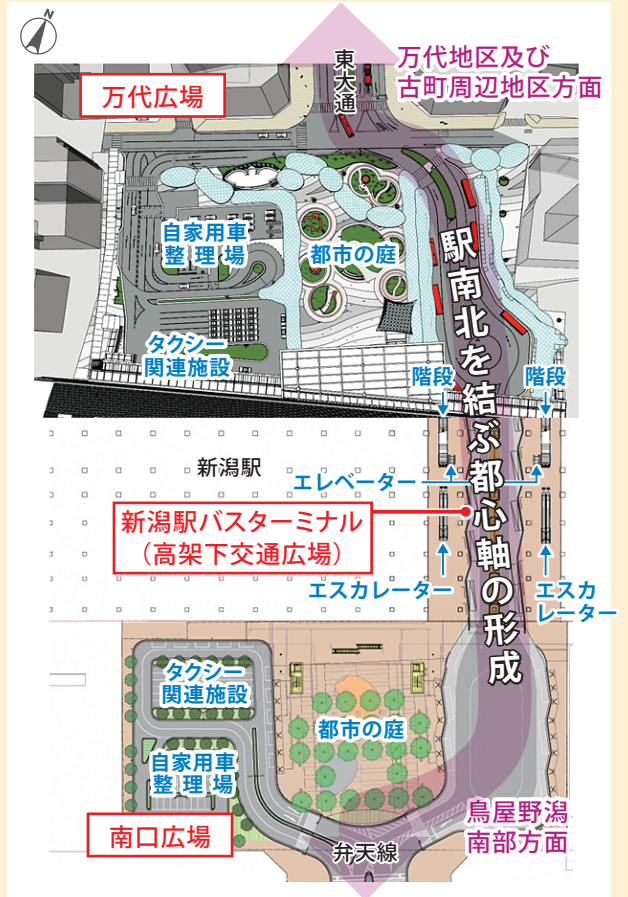 東大通
万代地区及び
古町周辺地区方面
万代広場
自家用車
整理場
都市の庭
タクシー
関連施設
駅南北を結ぶ都心軸の形成
階段
階段
新潟駅
エレベーター
新潟駅バスターミナル
（高架下交通広場）
エスカレーター
エスカ
レーター
タクシー
関連施設
都市の庭
自家用車
整理場
南口広場
弁天線
鳥屋野潟
南部方面